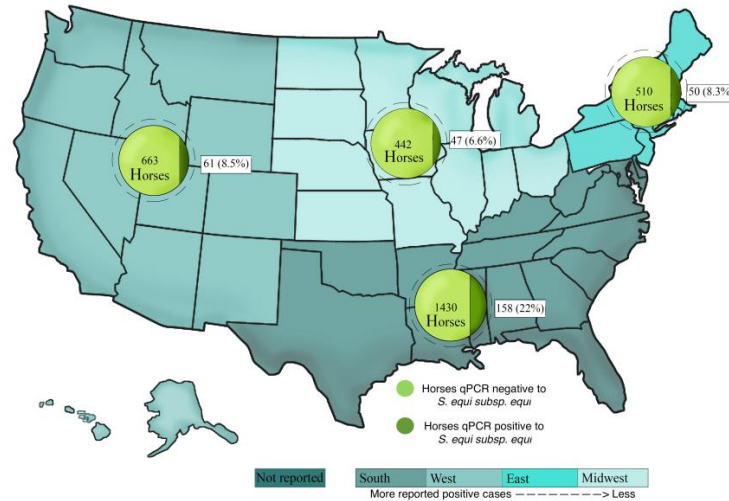 510
Horses
50 (8.3%)
442
Horses
47 (6.6%)
663
Horses
61 (8.5%)
1430
Horses
158 (22%)
Horses qPCR negative to
S. equi subsp. equi
Horses qPCR positive to
S. equi subsp. equi
Not reported
South
West
East
Midwest
More reported positive cases ------------> Less